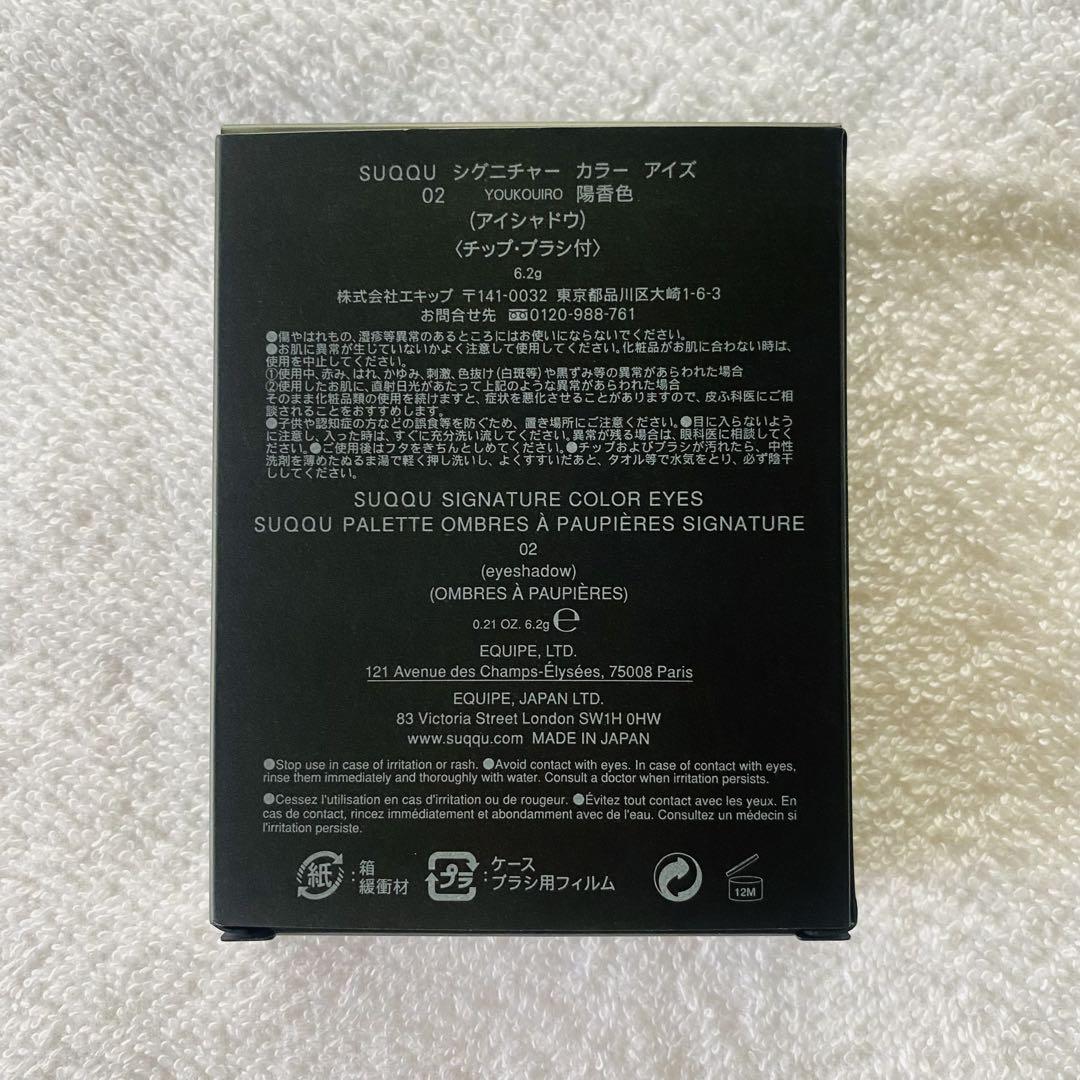 SUQQU シグニチャー カラー アイズ
02 YOUKOUIRO 陽香色
(アイシャドウ)
〈チップ・ブラシ付〉
6.2g
株式会社エキップ 〒141-0032 東京都品川区大崎1-6-3
お問合せ先 0120-988-761
●傷やはれもの、湿疹等異常のあるところにはお使いにならないでください。
●お肌に異常が生じていないかよく注意して使用してください。化粧品がお肌に合わない時は、
使用を中止してください。
①使用中、赤み、はれ、かゆみ、刺激、色抜け(白斑等)や黒ずみ等の異常があらわれた場合
②使用したお肌に、直射日光があたって上記のような異常があらわれた場合
そのまま化粧品類の使用を続けますと、症状を悪化させることがありますので、皮ふ科医にご相
談されることをおすすめします。
●子供や認知症の方などの誤食等を防ぐため、置き場所にご注意ください。●目に入らないよう
に注意し、入った時は、すぐに充分洗い流してください。異常が残る場合は、眼科医に相談してく
ださい。●ご使用後はフタをきちんとしめてください。●チップおよびブラシが汚れたら、中性
洗剤を薄めたぬるま湯で軽く押し洗いし、よくすすいだあと、タオル等で水気をとり、必ず陰干
ししてください。
SUQQU SIGNATURE COLOR EYES
SUQQU PALETTE OMBRES À PAUPIÈRES SIGNATURE
02
(eyeshadow)
(OMBRES À PAUPIÈRES)
0.21 OZ. 6.2g ℮
EQUIPE, LTD.
121 Avenue des Champs-Élysées, 75008 Paris
EQUIPE, JAPAN LTD.
83 Victoria Street London SW1H 0HW
www.suqqu.com MADE IN JAPAN
●Stop use in case of irritation or rash. ●Avoid contact with eyes. In case of contact with eyes,
rinse them immediately and thoroughly with water. Consult a doctor when irritation persists.
●Cessez l'utilisation en cas d'irritation ou de rougeur. ●Évitez tout contact avec les yeux. En
cas de contact, rincez immédiatement et abondamment avec de l'eau. Consultez un médecin si
l'irritation persiste.
紙 : 箱
緩衝材
プラ : ケース
ブラシ用フィルム
12M